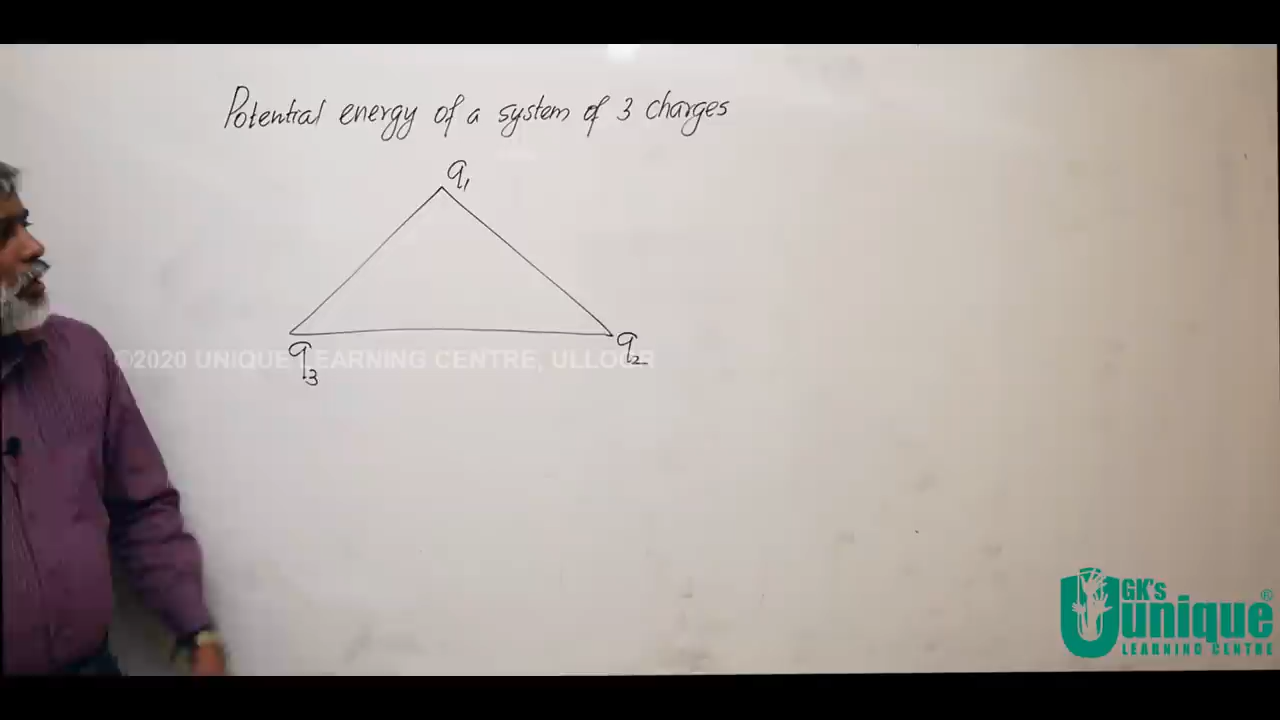 Potential energy of a system of 3 charges
q₁
q₂
q₃
©2020 UNIQUE LEARNING CENTRE, ULLOOR
GK's
unique®
LEARNING CENTRE